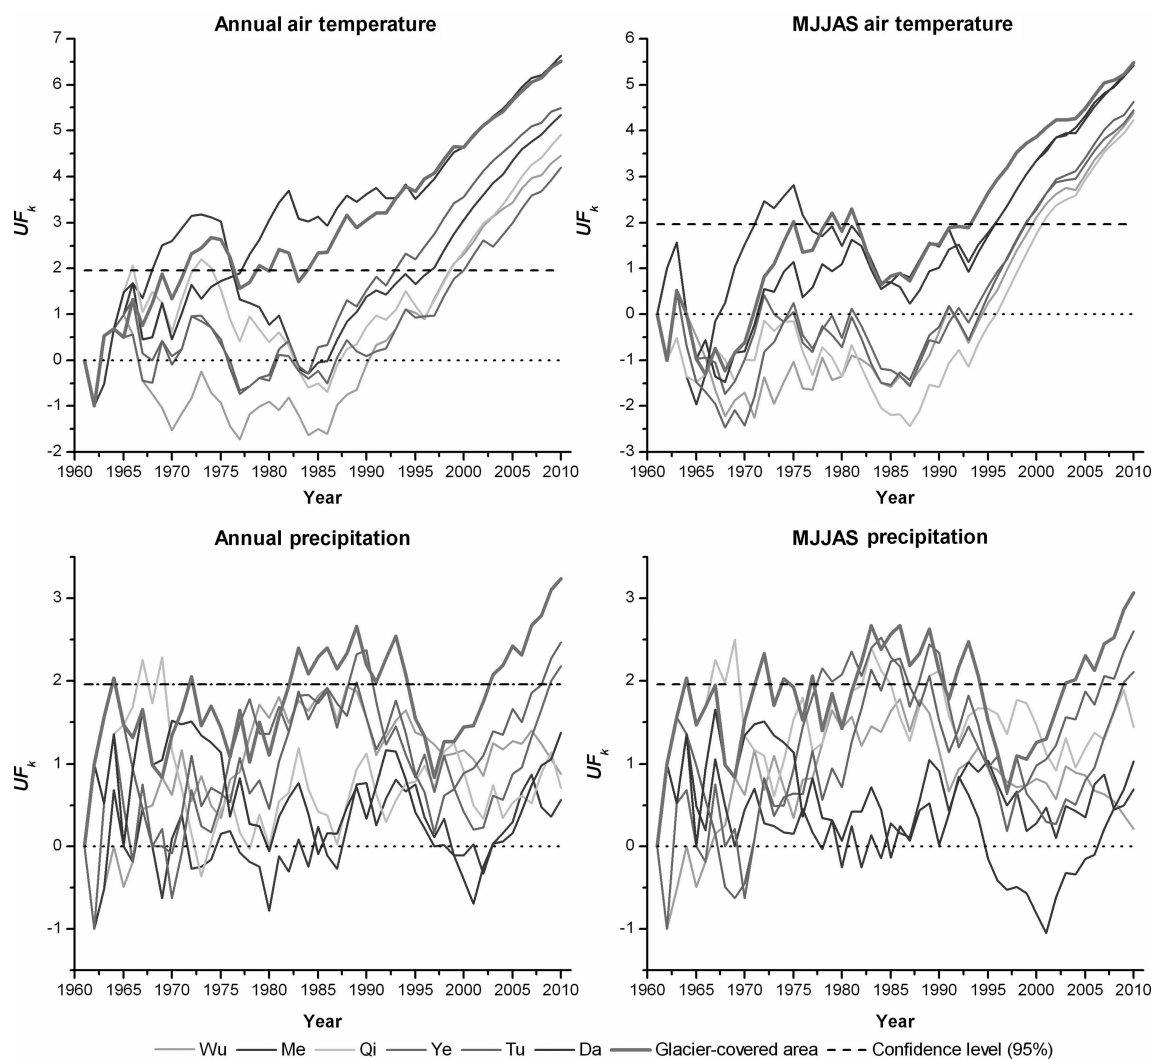 Annual air temperature
7
6
5
4
3
2
1
0
-1
-2
UFk
1960 1965 1970 1975 1980 1985 1990 1995 2000 2005 2010
Year
MJJAS air temperature
6
5
4
3
2
1
0
-1
-2
-3
UFk
1960 1965 1970 1975 1980 1985 1990 1995 2000 2005 2010
Year
Annual precipitation
3
2
1
0
-1
UFk
1960 1965 1970 1975 1980 1985 1990 1995 2000 2005 2010
Year
MJJAS precipitation
3
2
1
0
-1
UFk
1960 1965 1970 1975 1980 1985 1990 1995 2000 2005 2010
Year
Wu Me Qi Ye Tu Da Glacier-covered area Confidence level (95%)